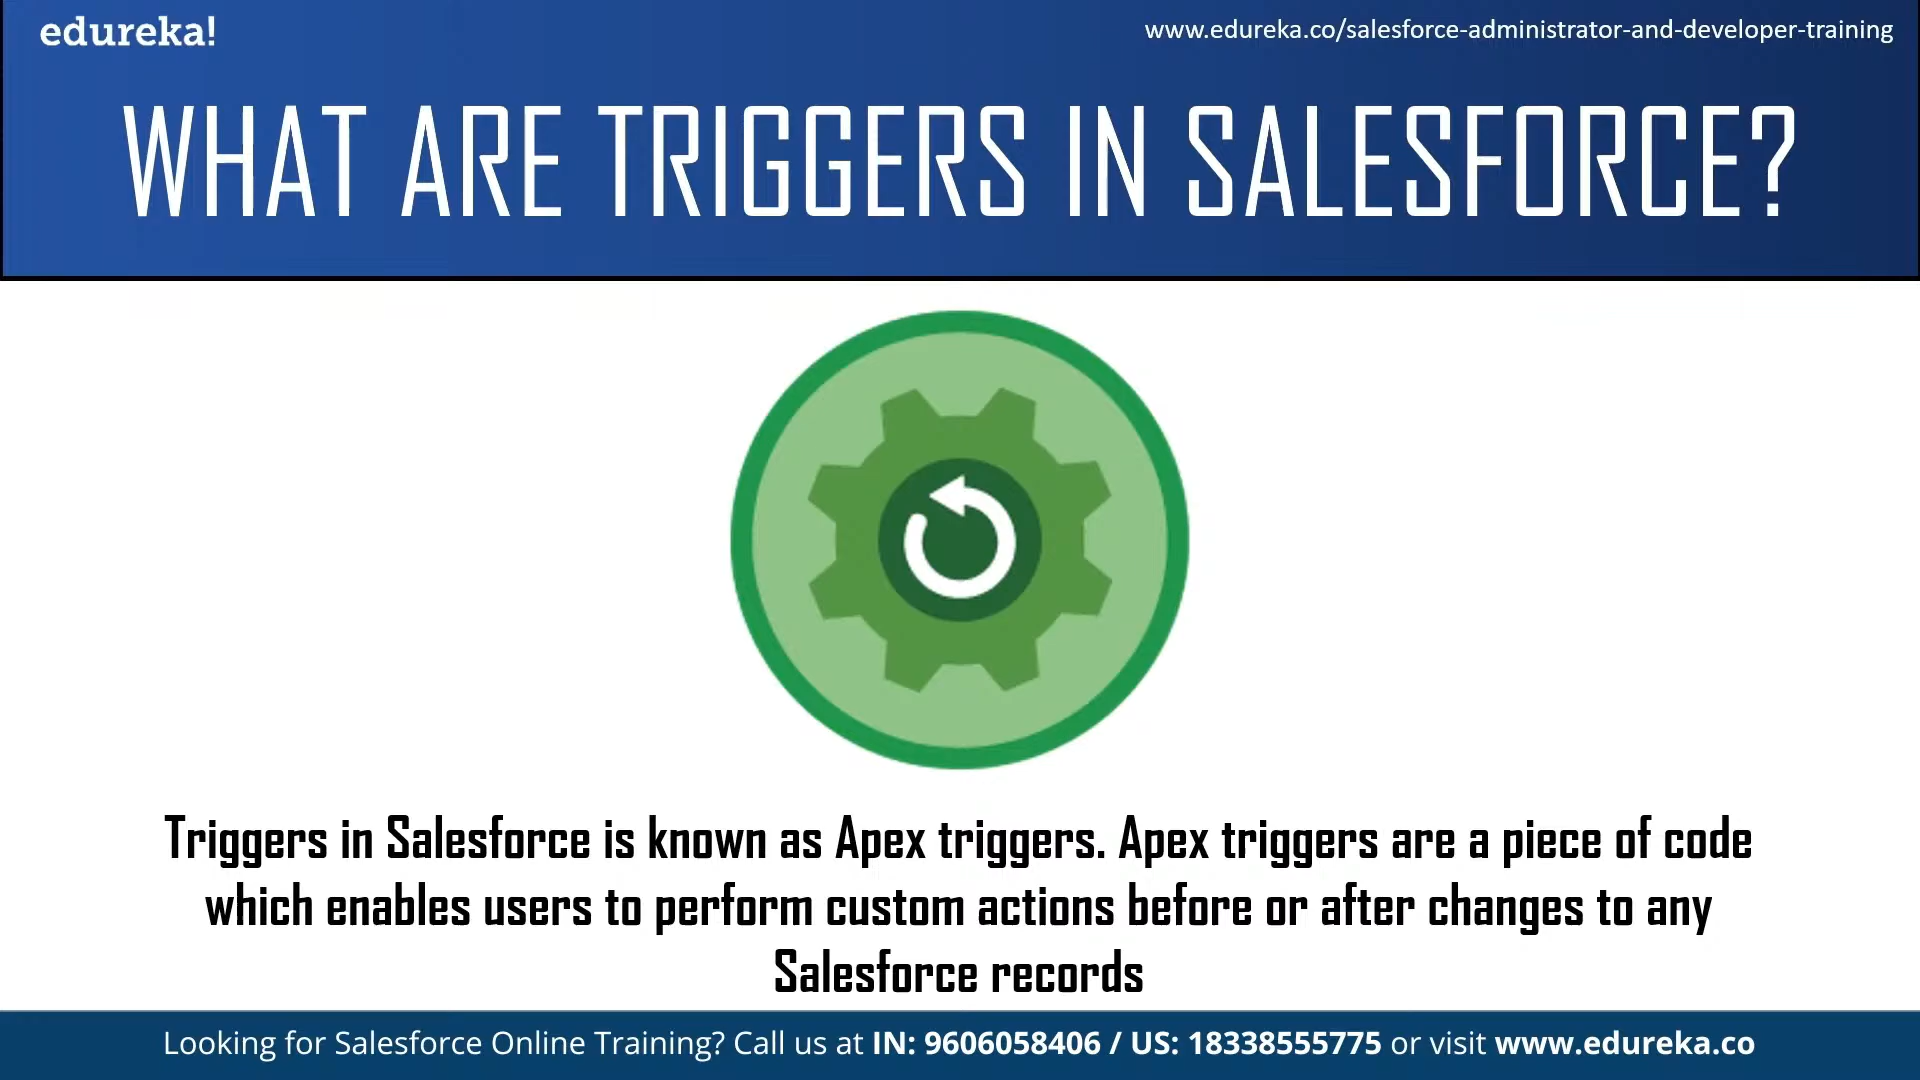 edureka!
www.edureka.co/salesforce-administrator-and-developer-training
WHAT ARE TRIGGERS IN SALESFORCE?
Triggers in Salesforce is known as Apex triggers. Apex triggers are a piece of code
which enables users to perform custom actions before or after changes to any
Salesforce records
Looking for Salesforce Online Training? Call us at IN: 9606058406 / US: 18338555775 or visit www.edureka.co